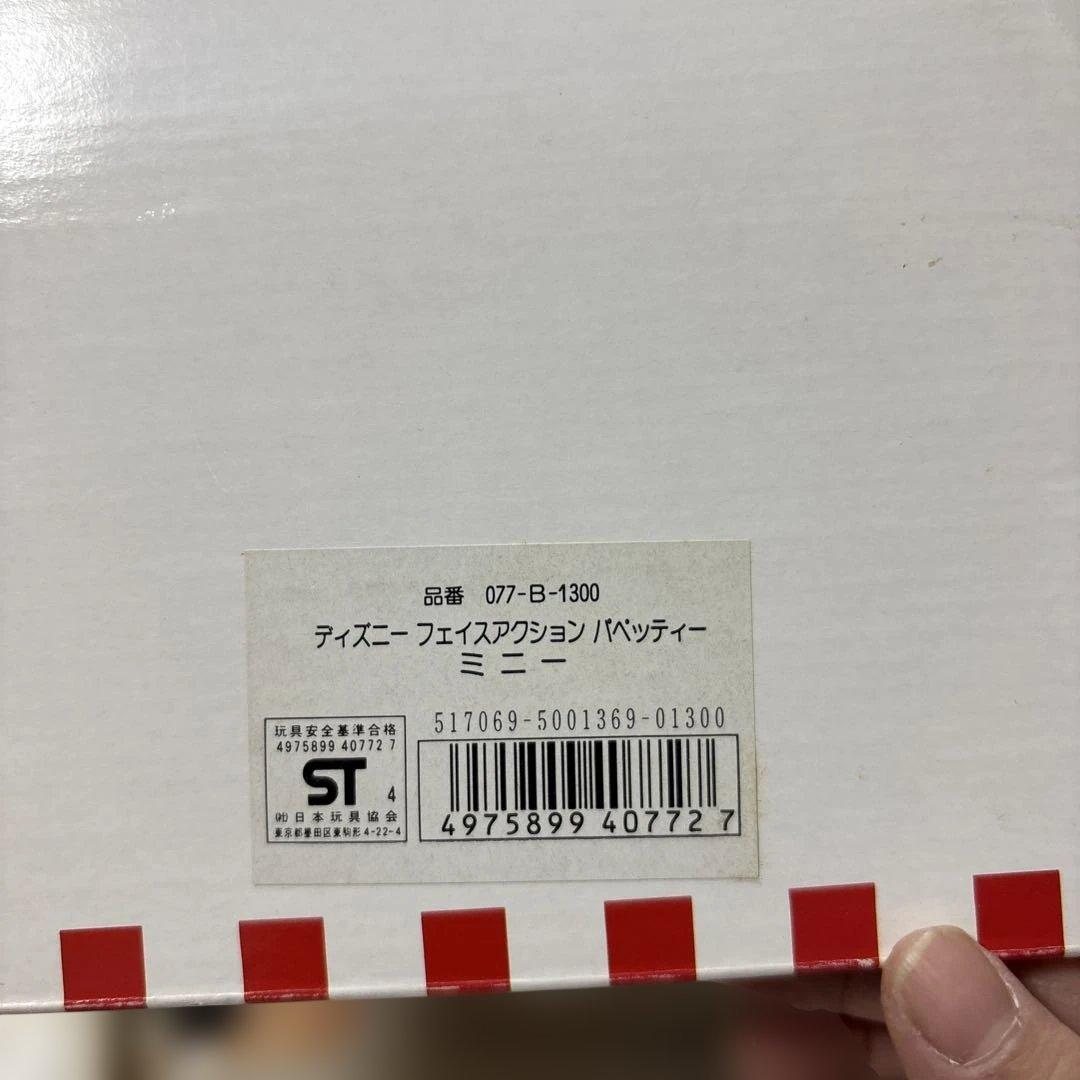 品番 077-B-1300
ディズニー フェイスアクション パペッティー
ミニー
517069-5001369-01300
玩具安全基準合格
4975899 40772 7
ST 4
㈳日本玩具協会
東京都墨田区東駒形4-22-4
4975899 407727